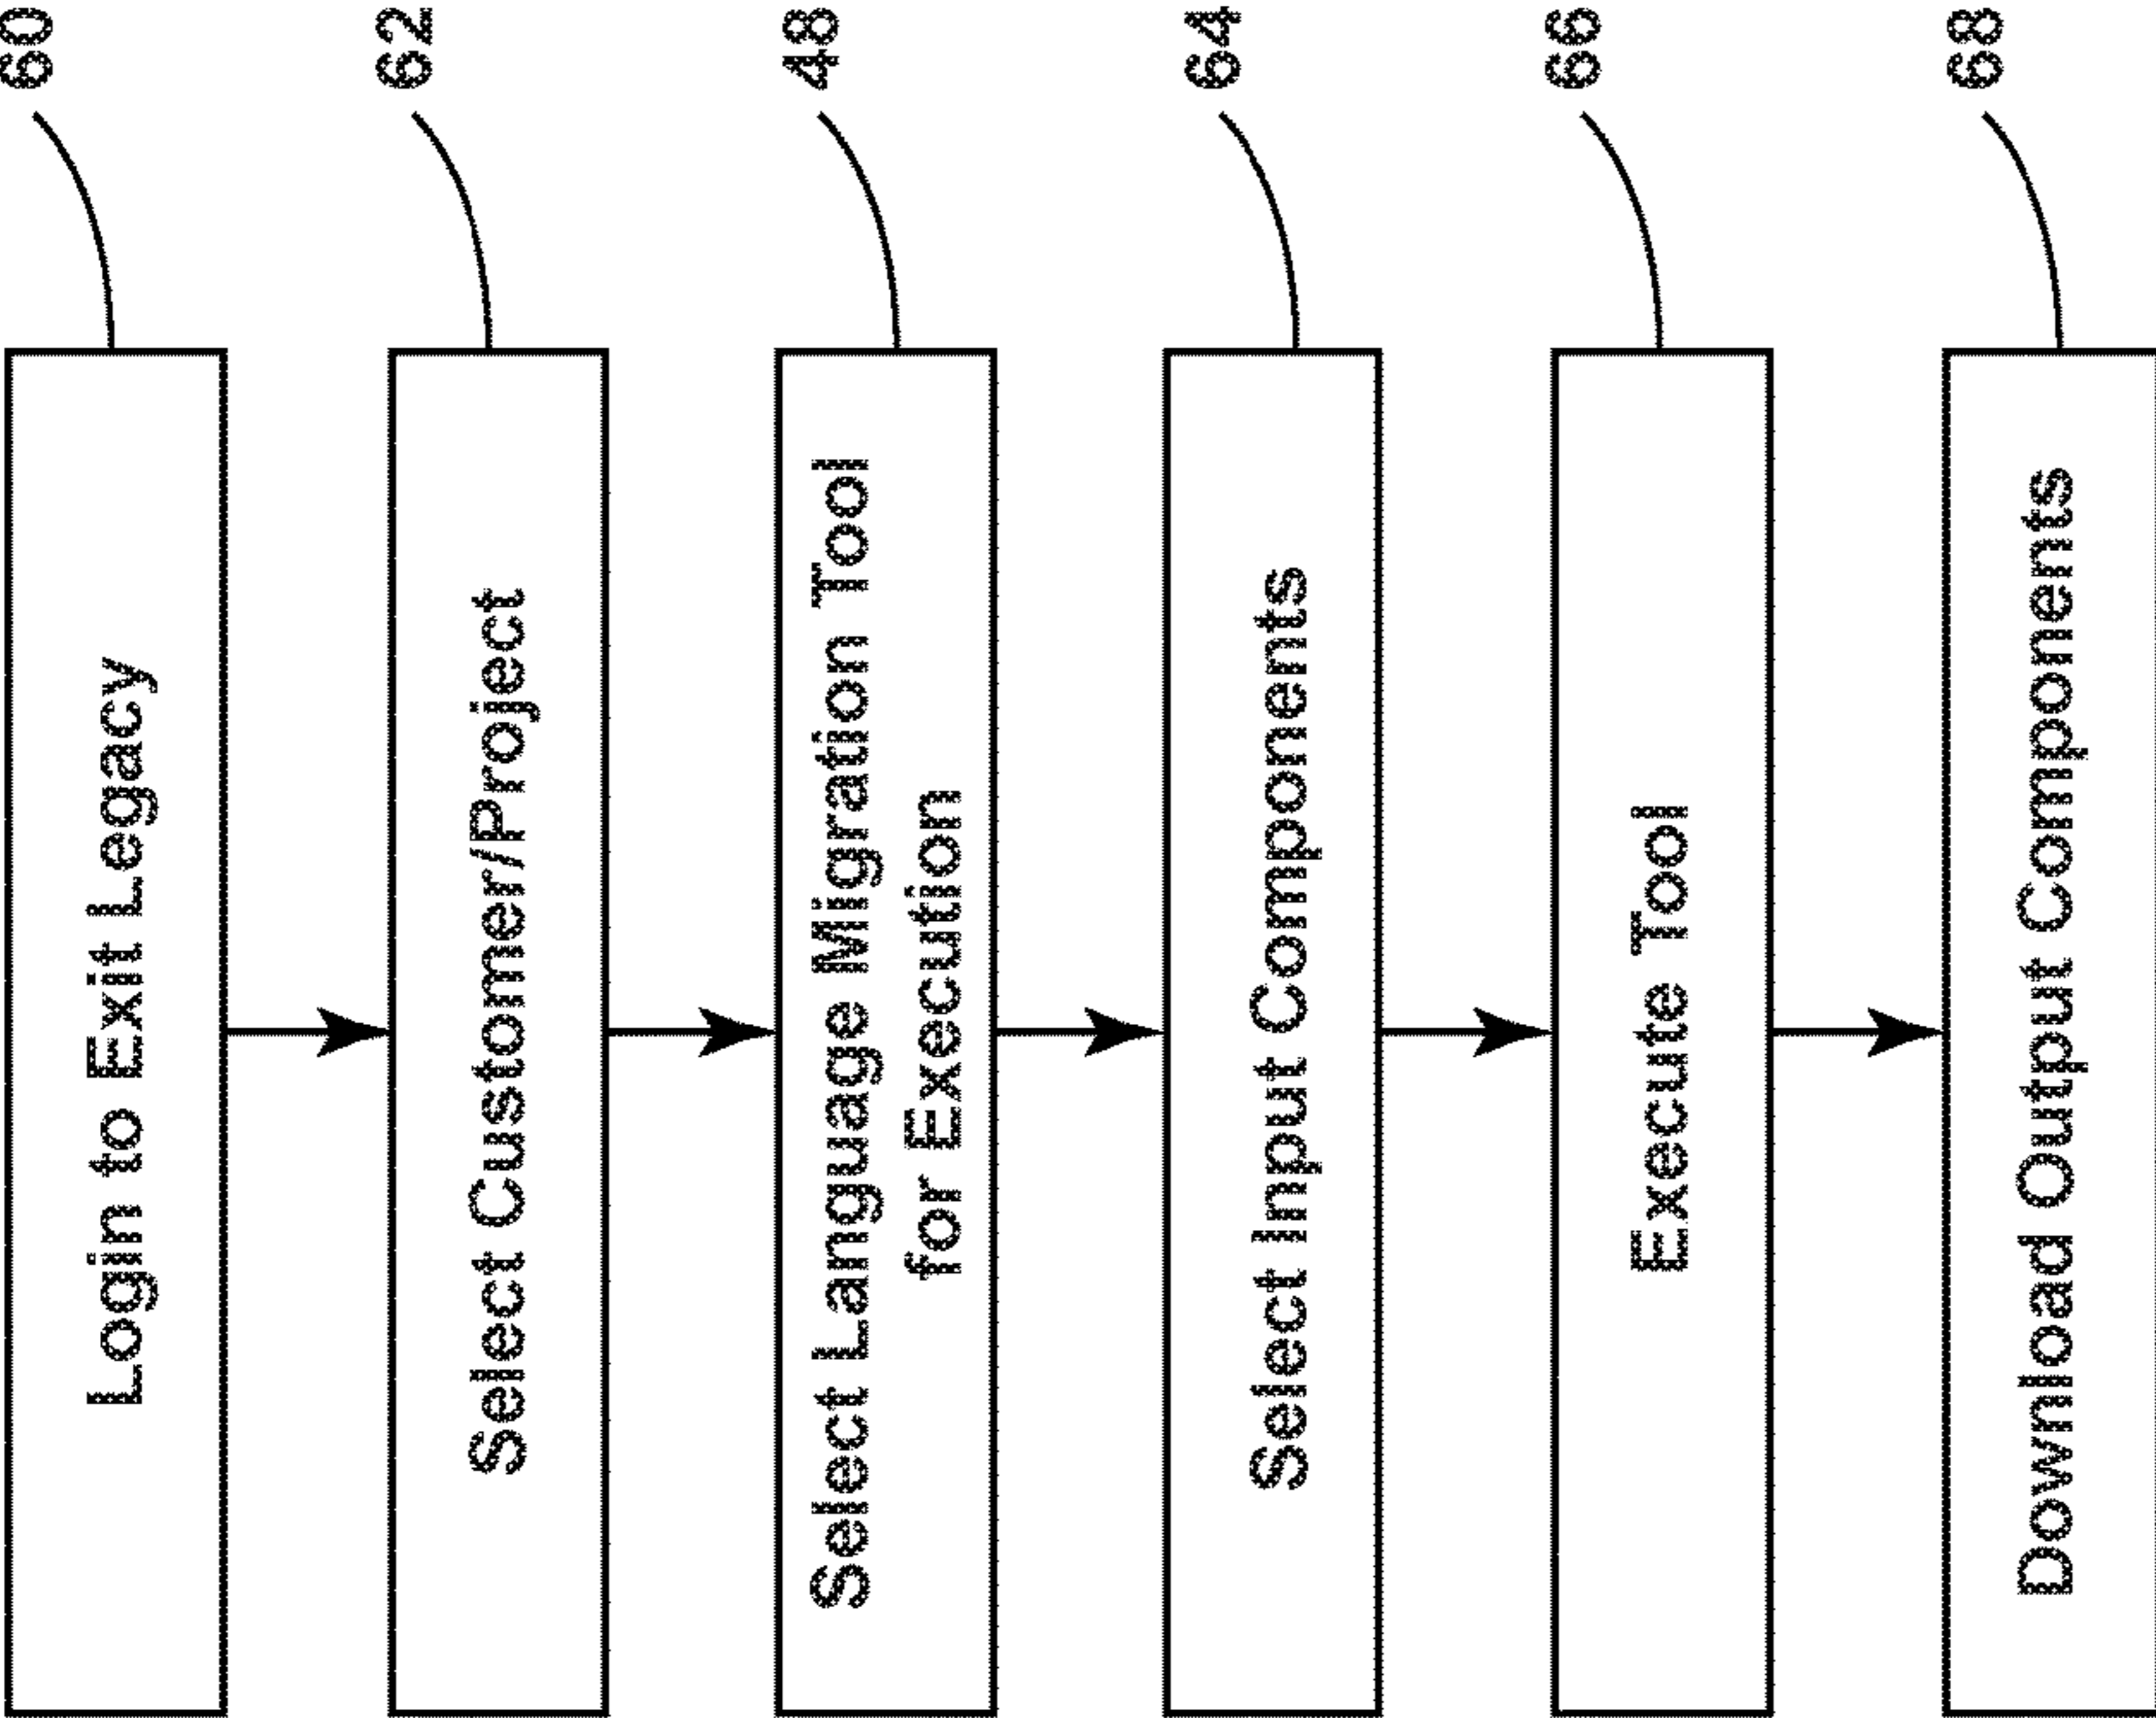 Login to Exit Legacy
60
Select Customer/Project
62
Select Language Migration Tool
for Execution
48
Select Input Components
64
Execute Tool
66
Download Output Components
68